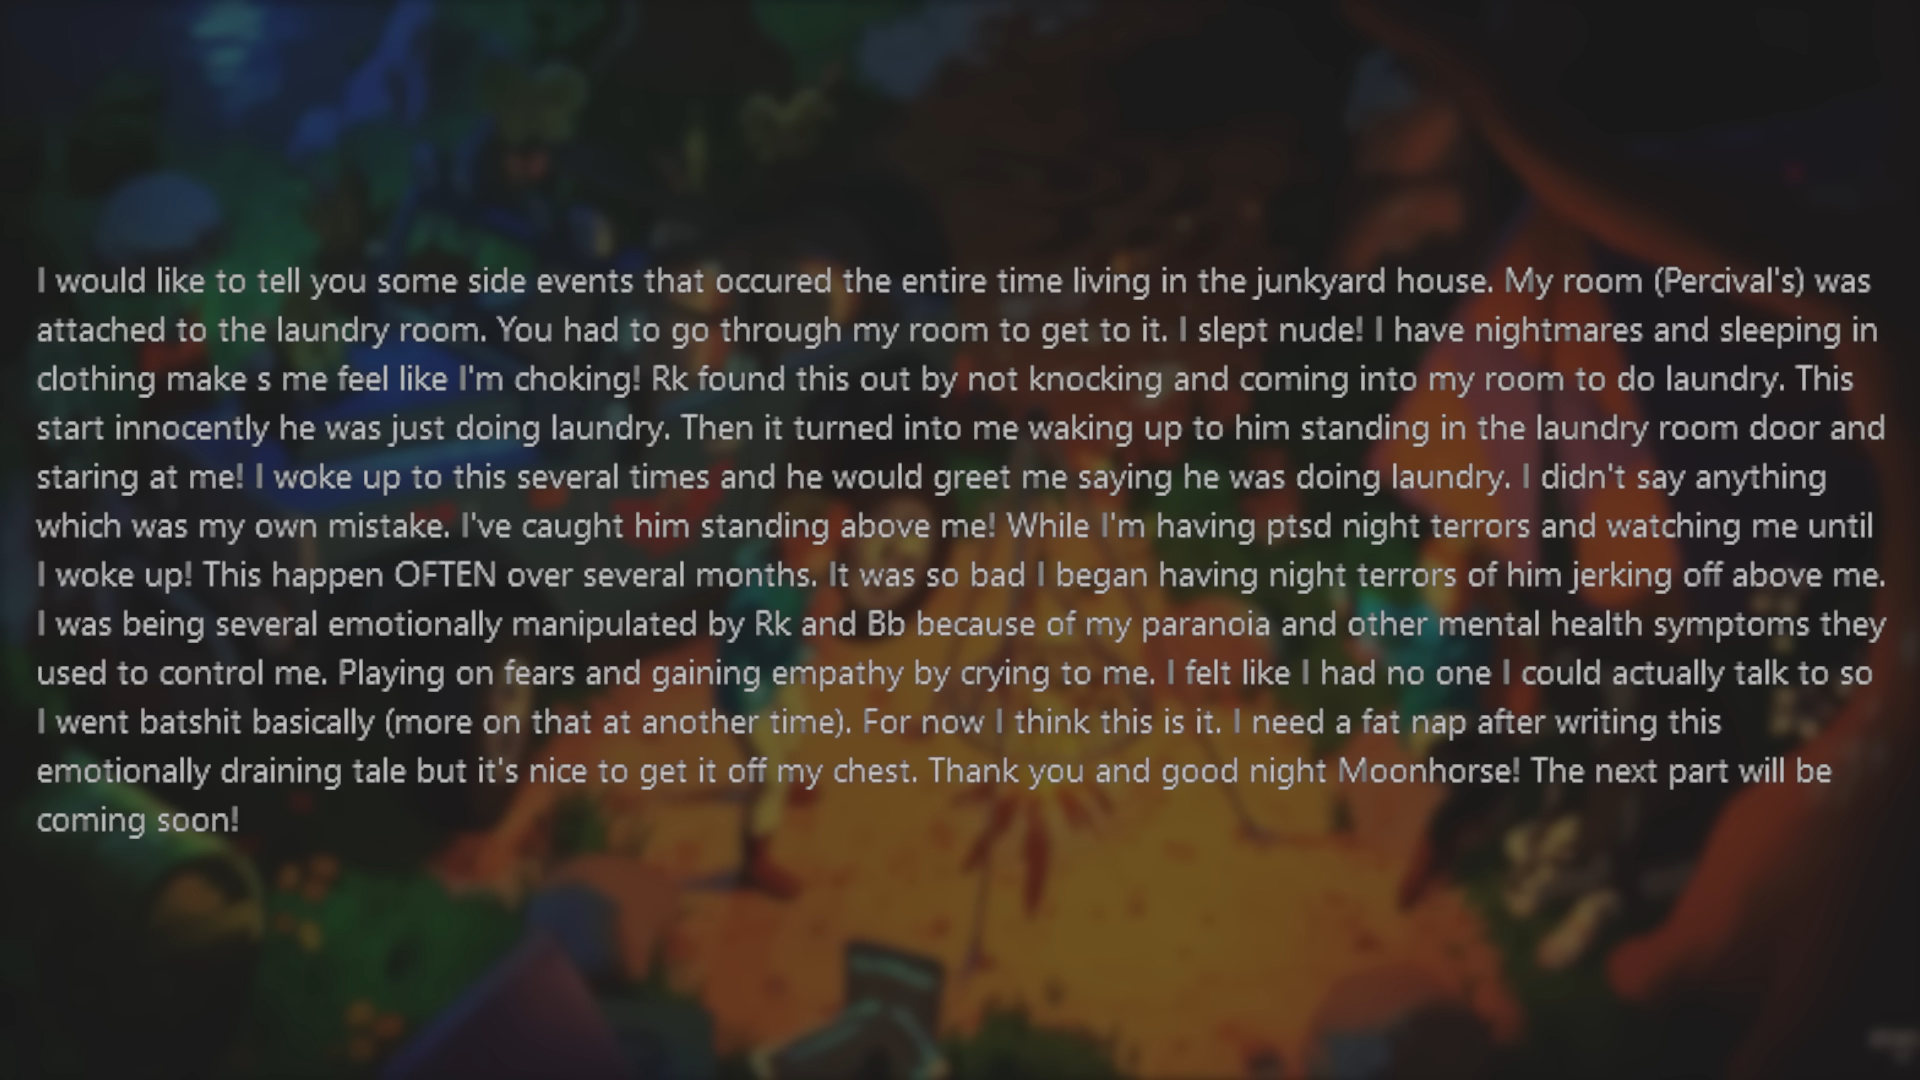 I would like to tell you some side events that occured the entire time living in the junkyard house. My room (Percival's) was
attached to the laundry room. You had to go through my room to get to it. I slept nude! I have nightmares and sleeping in
clothing make s me feel like I'm choking! Rk found this out by not knocking and coming into my room to do laundry. This
start innocently he was just doing laundry. Then it turned into me waking up to him standing in the laundry room door and
staring at me! I woke up to this several times and he would greet me saying he was doing laundry. I didn't say anything
which was my own mistake. I've caught him standing above me! While I'm having ptsd night terrors and watching me until
I woke up! This happen OFTEN over several months. It was so bad I began having night terrors of him jerking off above me.
I was being several emotionally manipulated by Rk and Bb because of my paranoia and other mental health symptoms they
used to control me. Playing on fears and gaining empathy by crying to me. I felt like I had no one I could actually talk to so
I went batshit basically (more on that at another time). For now I think this is it. I need a fat nap after writing this
emotionally draining tale but it's nice to get it off my chest. Thank you and good night Moonhorse! The next part will be
coming soon!